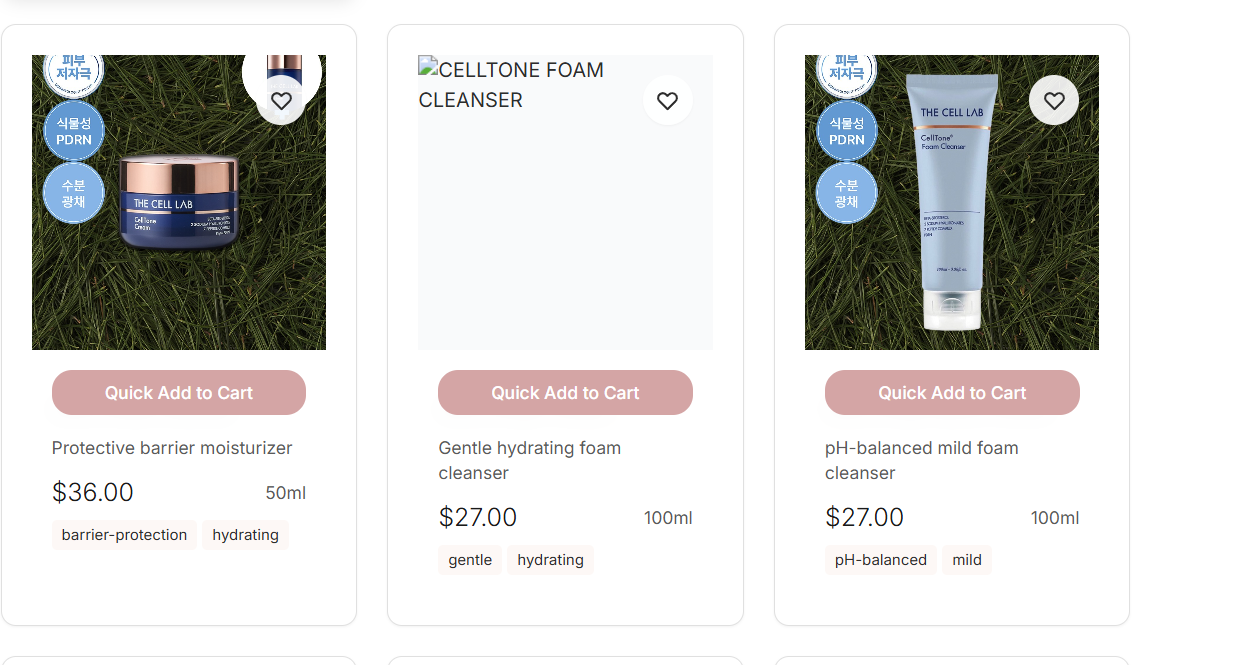 피부
저자극
식물성
PDRN
수분
광채
THE CELL LAB
CellTone
Cream
Quick Add to Cart
Protective barrier moisturizer
$36.00
50ml
barrier-protection
hydrating
CELLTONE FOAM
CLEANSER
Quick Add to Cart
Gentle hydrating foam
cleanser
$27.00
100ml
gentle
hydrating
피부
저자극
식물성
PDRN
수분
광채
THE CELL LAB
CellTone®
Foam Cleanser
Quick Add to Cart
pH-balanced mild foam
cleanser
$27.00
100ml
pH-balanced
mild